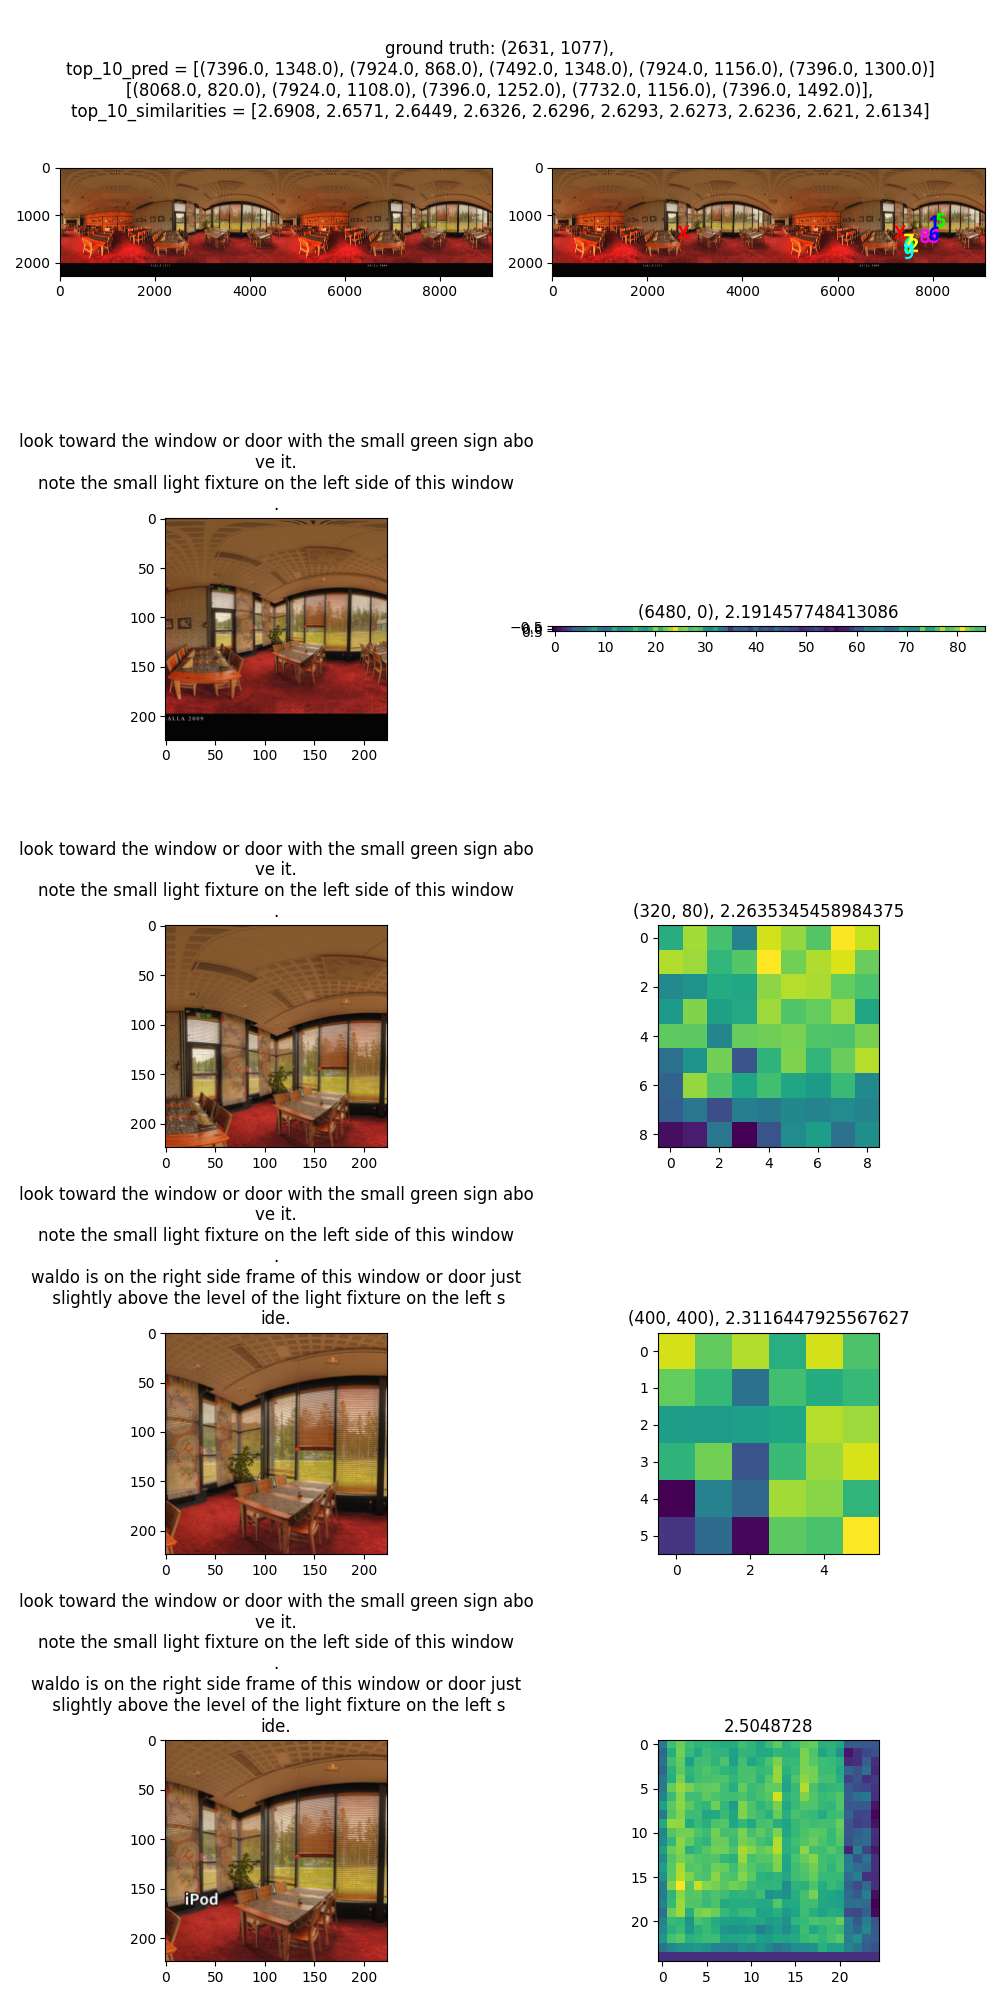 ground truth: (2631, 1077),
top_10_pred = [(7396.0, 1348.0), (7924.0, 868.0), (7492.0, 1348.0), (7924.0, 1156.0), (7396.0, 1300.0)]
[(8068.0, 820.0), (7924.0, 1108.0), (7396.0, 1252.0), (7732.0, 1156.0), (7396.0, 1492.0)],
top_10_similarities = [2.6908, 2.6571, 2.6449, 2.6326, 2.6296, 2.6293, 2.6273, 2.6236, 2.621, 2.6134]
0
1000
2000
0 2000 4000 6000 8000
0
1000
2000
0 2000 4000 6000 8000
look toward the window or door with the small green sign abo
ve it.
note the small light fixture on the left side of this window
.
0
50
100
150
200
0 50 100 150 200
ALLA 2009
(6480, 0), 2.191457748413086
0 10 20 30 40 50 60 70 80
look toward the window or door with the small green sign abo
ve it.
note the small light fixture on the left side of this window
.
0
50
100
150
200
0 50 100 150 200
(320, 80), 2.2635345458984375
0
2
4
6
8
0 2 4 6 8
look toward the window or door with the small green sign abo
ve it.
note the small light fixture on the left side of this window
.
waldo is on the right side frame of this window or door just
slightly above the level of the light fixture on the left s
ide.
0
50
100
150
200
0 50 100 150 200
(400, 400), 2.3116447925567627
0
1
2
3
4
5
0 2 4
look toward the window or door with the small green sign abo
ve it.
note the small light fixture on the left side of this window
.
waldo is on the right side frame of this window or door just
slightly above the level of the light fixture on the left s
ide.
0
50
100
150
200
0 50 100 150 200
iPod
2.5048728
0
5
10
15
20
0 5 10 15 20